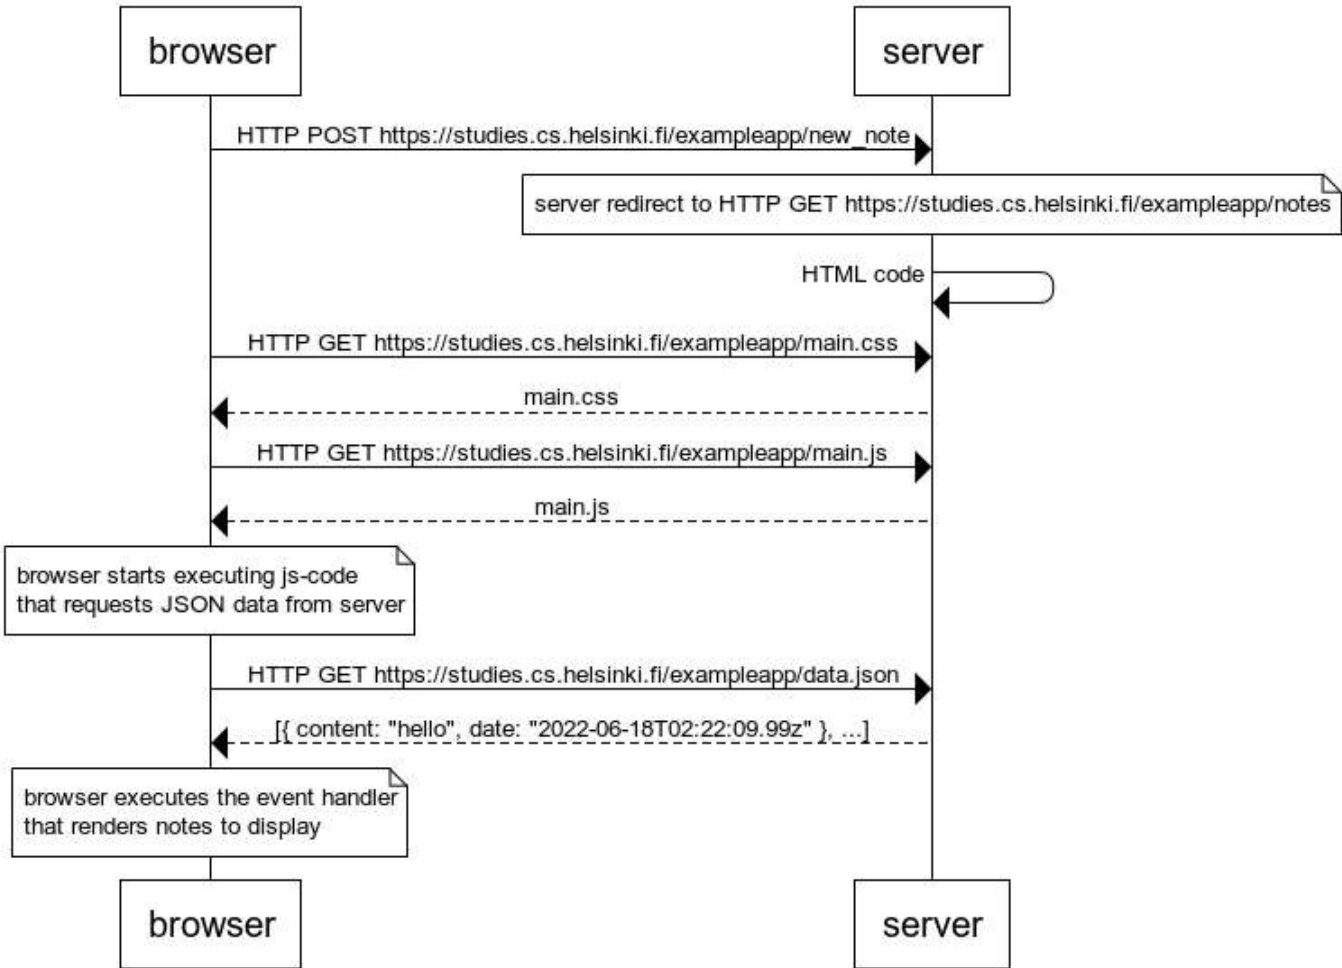 browser
server
HTTP POST https://studies.cs.helsinki.fi/exampleapp/new_note
server redirect to HTTP GET https://studies.cs.helsinki.fi/exampleapp/notes
HTML code
HTTP GET https://studies.cs.helsinki.fi/exampleapp/main.css
main.css
HTTP GET https://studies.cs.helsinki.fi/exampleapp/main.js
main.js
browser starts executing js-code
that requests JSON data from server
HTTP GET https://studies.cs.helsinki.fi/exampleapp/data.json
[{ content: "hello", date: "2022-06-18T02:22:09.99z" }, ...]
browser executes the event handler
that renders notes to display
browser
server